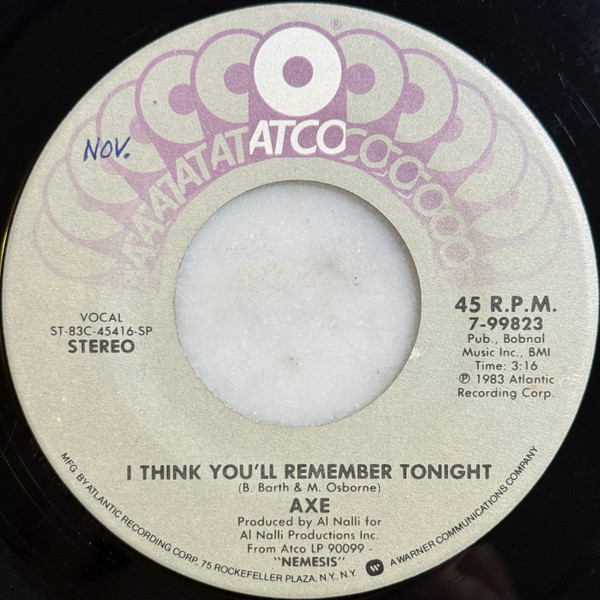 ®
ATATATATATCOCOCOCOCO
NOV.
VOCAL
ST-83C-45416-SP
STEREO
45 R.P.M.
7-99823
Pub., Bobnal
Music Inc., BMI
Time: 3:16
Ⓟ 1983 Atlantic
Recording Corp.
I THINK YOU'LL REMEMBER TONIGHT
(B. Barth & M. Osborne)
AXE
Produced by Al Nalli for
Al Nalli Productions Inc.
From Atco LP 90099 -
"NEMESIS"
MFG. BY ATLANTIC RECORDING CORP., 75 ROCKEFELLER PLAZA, N.Y., N.Y. A WARNER COMMUNICATIONS COMPANY